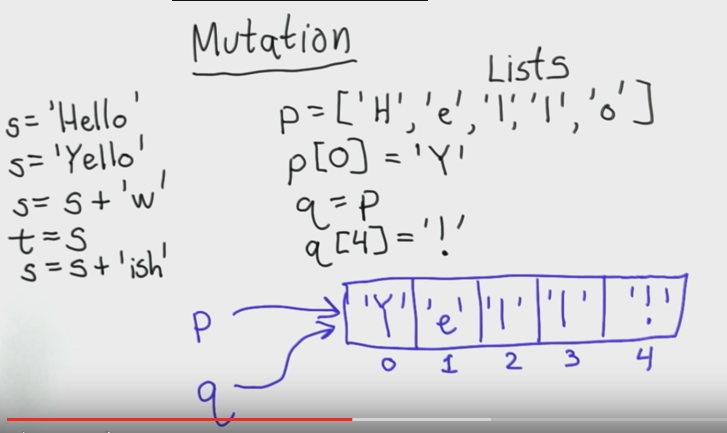 Mutation
s='Hello'
s='Yello'
s= s+'w'
t=s
s=s+'ish'
Lists
p=['H','e','l','l','o']
p[0]='Y'
q=p
q[4]='!'
p
q
'Y' 'e' 'l' 'l' '!'
0 1 2 3 4